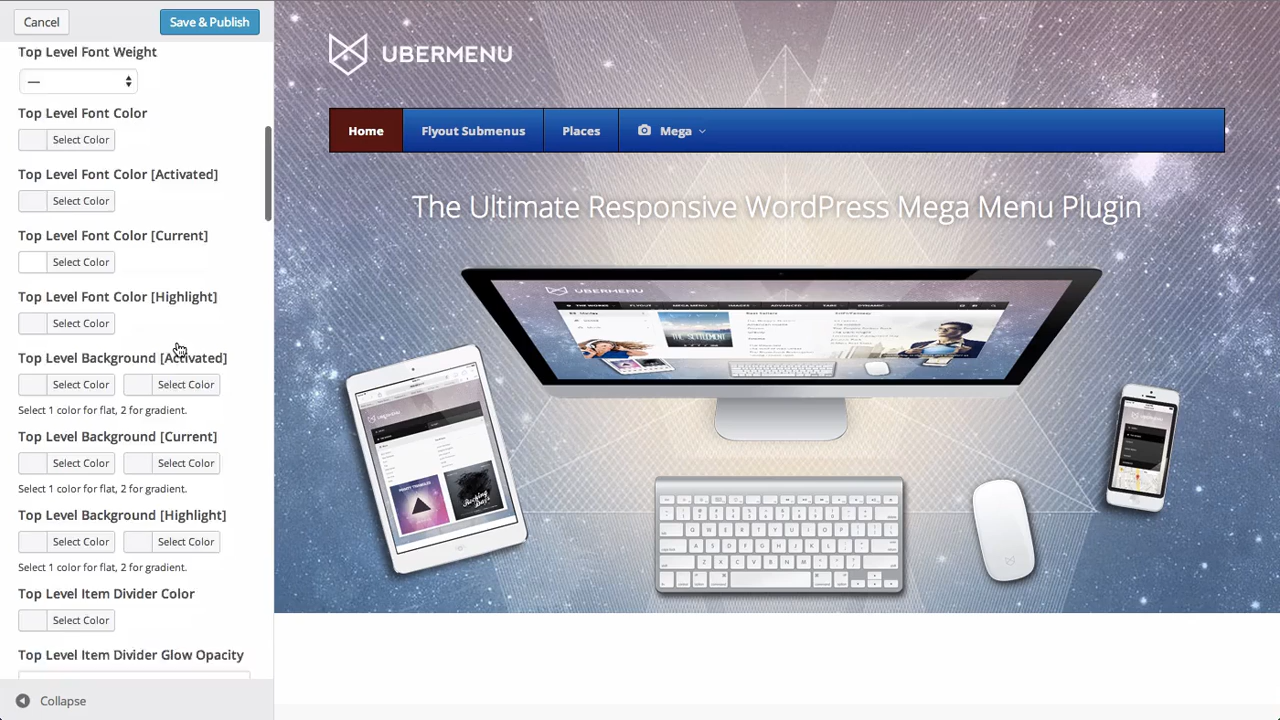 Cancel
Save & Publish
Top Level Font Weight
—
Top Level Font Color
Select Color
Top Level Font Color [Activated]
Select Color
Top Level Font Color [Current]
Select Color
Top Level Font Color [Highlight]
Select Color
Top Level Background [Activated]
Select Color Select Color
Select 1 color for flat, 2 for gradient.
Top Level Background [Current]
Select Color Select Color
Select 1 color for flat, 2 for gradient.
Top Level Background [Highlight]
Select Color Select Color
Select 1 color for flat, 2 for gradient.
Top Level Item Divider Color
Select Color
Top Level Item Divider Glow Opacity
Collapse
UBERMENU
Home Flyout Submenus Places Mega
The Ultimate Responsive WordPress Mega Menu Plugin
UBERMENU
THE SETTLEMENT